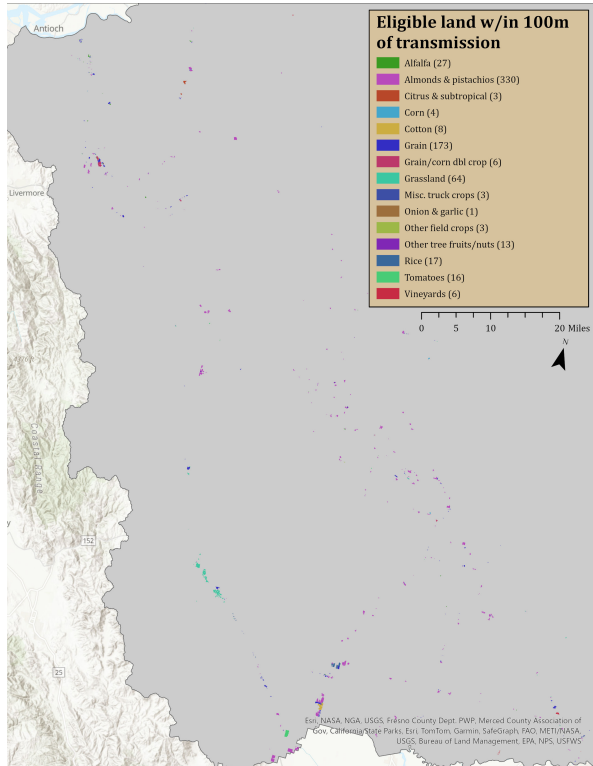 Antioch
Eligible land w/in 100m
of transmission
Alfalfa (27)
Almonds & pistachios (330)
Citrus & subtropical (3)
Corn (4)
Cotton (8)
Grain (173)
Grain/corn dbl crop (6)
Grassland (64)
Misc. truck crops (3)
Onion & garlic (1)
Other field crops (3)
Other tree fruits/nuts (13)
Rice (17)
Tomatoes (16)
Vineyards (6)
Livermore
0 5 10 20 Miles
N
Coastal Range
y
152
25
Esri, NASA, NGA, USGS, Fresno County Dept. PWP, Merced County Association of
Gov, California State Parks, Esri, TomTom, Garmin, SafeGraph, FAO, METI/NASA,
USGS, Bureau of Land Management, EPA, NPS, USFWS